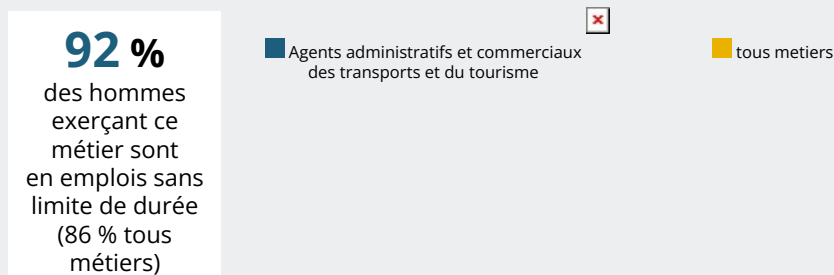 92 %
des hommes
exerçant ce
métier sont
en emplois sans
limite de durée
(86 % tous
métiers)
Agents administratifs et commerciaux
des transports et du tourisme
tous metiers